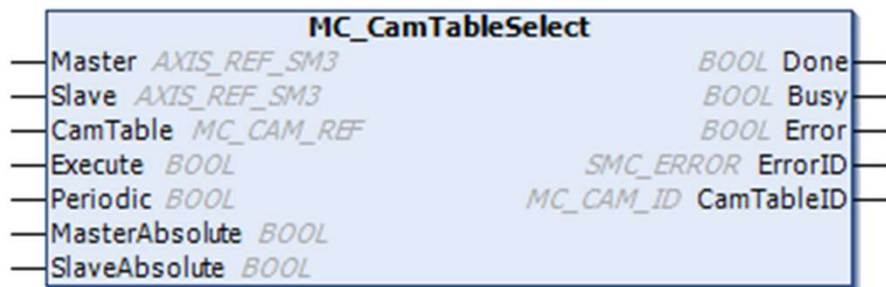 MC_CamTableSelect
Master AXIS_REF_SM3 BOOL Done
Slave AXIS_REF_SM3 BOOL Busy
CamTable MC_CAM_REF BOOL Error
Execute BOOL SMC_ERROR ErrorID
Periodic BOOL MC_CAM_ID CamTableID
MasterAbsolute BOOL
SlaveAbsolute BOOL